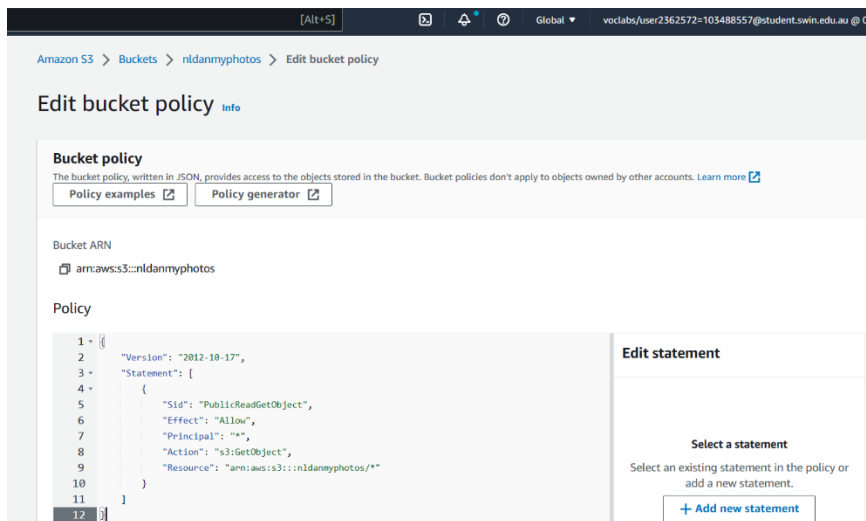 [Alt+S]
Global
voclabs/user2362572=103488557@student.swin.edu.au @
Amazon S3 > Buckets > nldanmyphotos > Edit bucket policy
Edit bucket policy Info
Bucket policy
The bucket policy, written in JSON, provides access to the objects stored in the bucket. Bucket policies don't apply to objects owned by other accounts. Learn more
Policy examples
Policy generator
Bucket ARN
arn:aws:s3:::nldanmyphotos
Policy
1 {
2 "Version": "2012-10-17",
3 "Statement": [
4 {
5 "Sid": "PublicReadGetObject",
6 "Effect": "Allow",
7 "Principal": "*",
8 "Action": "s3:GetObject",
9 "Resource": "arn:aws:s3:::nldanmyphotos/*"
10 }
11 ]
12 }
Edit statement
Select a statement
Select an existing statement in the policy or
add a new statement.
+ Add new statement